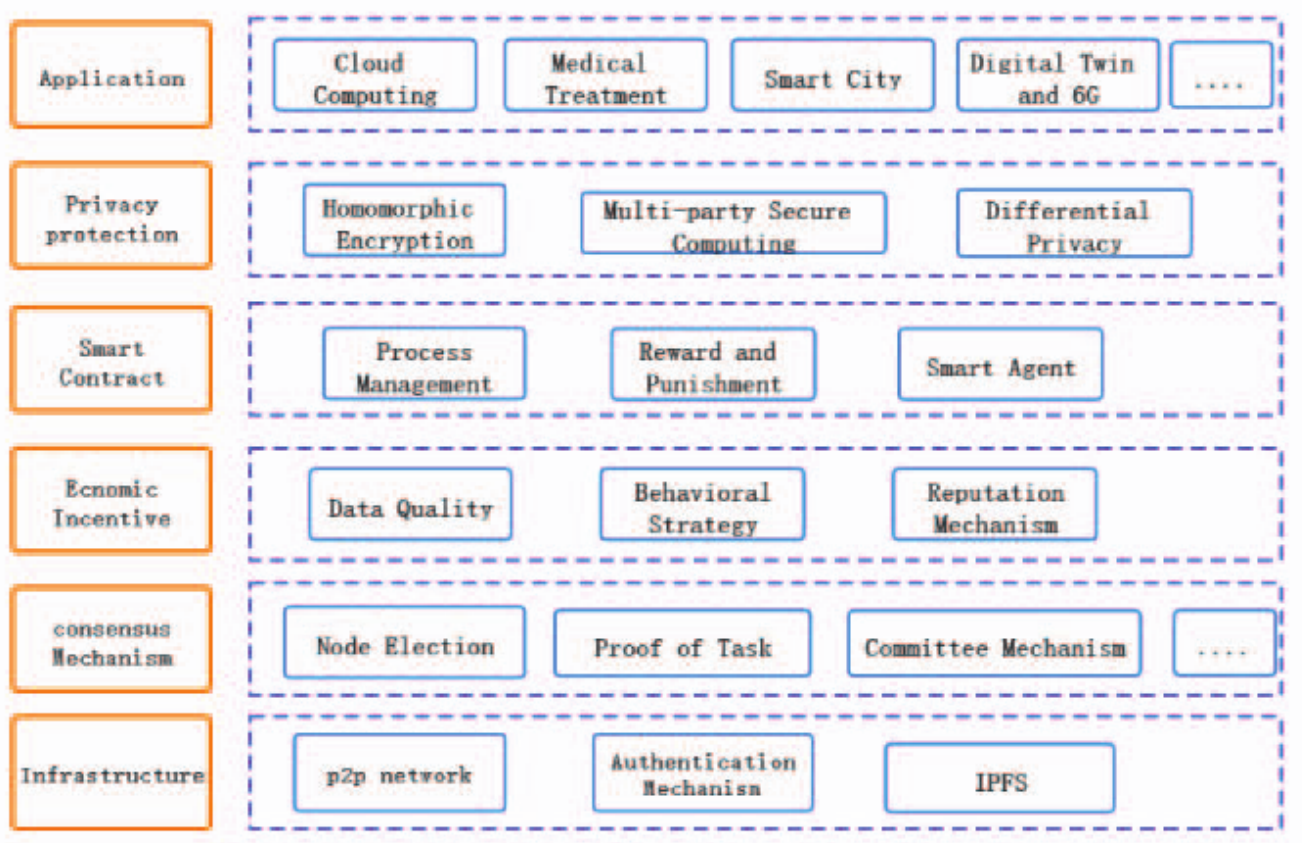 Application
Cloud
Computing
Medical
Treatment
Smart City
Digital Twin
and 6G
....
Privacy
protection
Homomorphic
Encryption
Multi-party Secure
Computing
Differential
Privacy
Smart
Contract
Process
Management
Reward and
Punishment
Smart Agent
Ecnomic
Incentive
Data Quality
Behavioral
Strategy
Reputation
Mechanism
consensus
Mechanism
Node Election
Proof of Task
Committee Mechanism
....
Infrastructure
p2p network
Authentication
Mechanism
IPFS